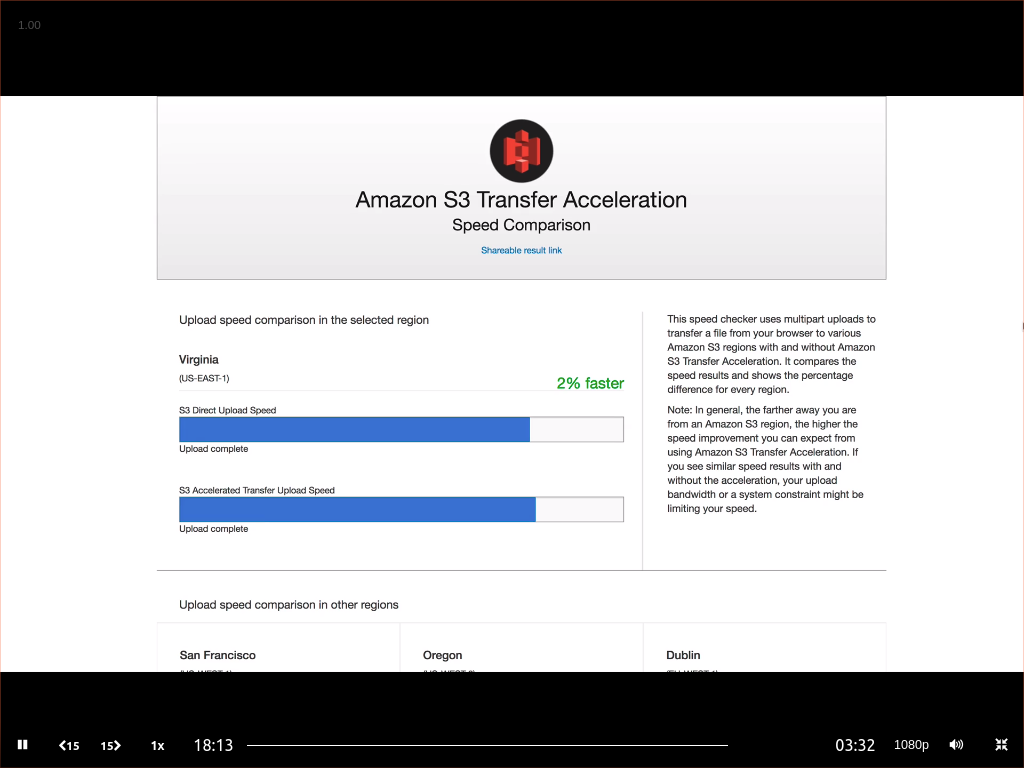 1.00
Amazon S3 Transfer Acceleration
Speed Comparison
Shareable result link
Upload speed comparison in the selected region
Virginia
(US-EAST-1)
2% faster
S3 Direct Upload Speed
Upload complete
S3 Accelerated Transfer Upload Speed
Upload complete
This speed checker uses multipart uploads to
transfer a file from your browser to various
Amazon S3 regions with and without Amazon
S3 Transfer Acceleration. It compares the
speed results and shows the percentage
difference for every region.
Note: In general, the farther away you are
from an Amazon S3 region, the higher the
speed improvement you can expect from
using Amazon S3 Transfer Acceleration. If
you see similar speed results with and
without the acceleration, your upload
bandwidth or a system constraint might be
limiting your speed.
Upload speed comparison in other regions
San Francisco
Oregon
Dublin
15
15
1x
18:13
03:32
1080p